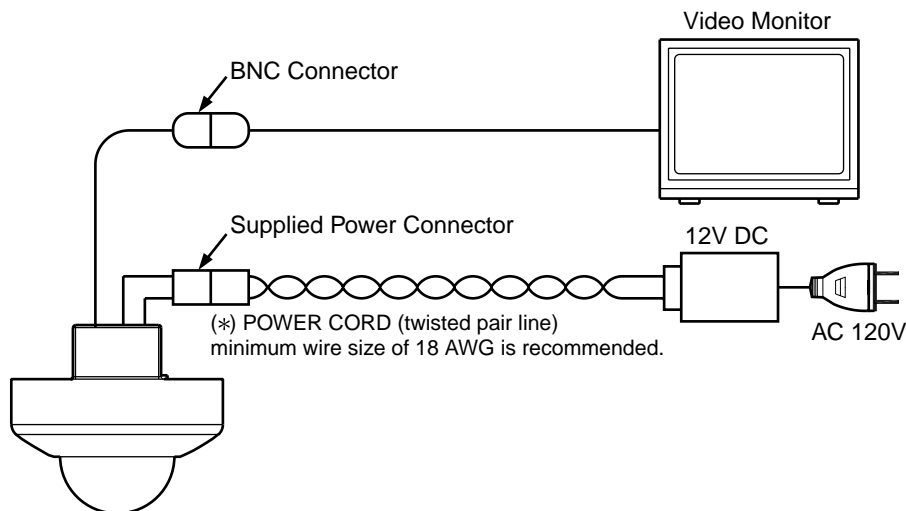 Video Monitor
BNC Connector
Supplied Power Connector
12V DC
(*) POWER CORD (twisted pair line)
minimum wire size of 18 AWG is recommended.
AC 120V